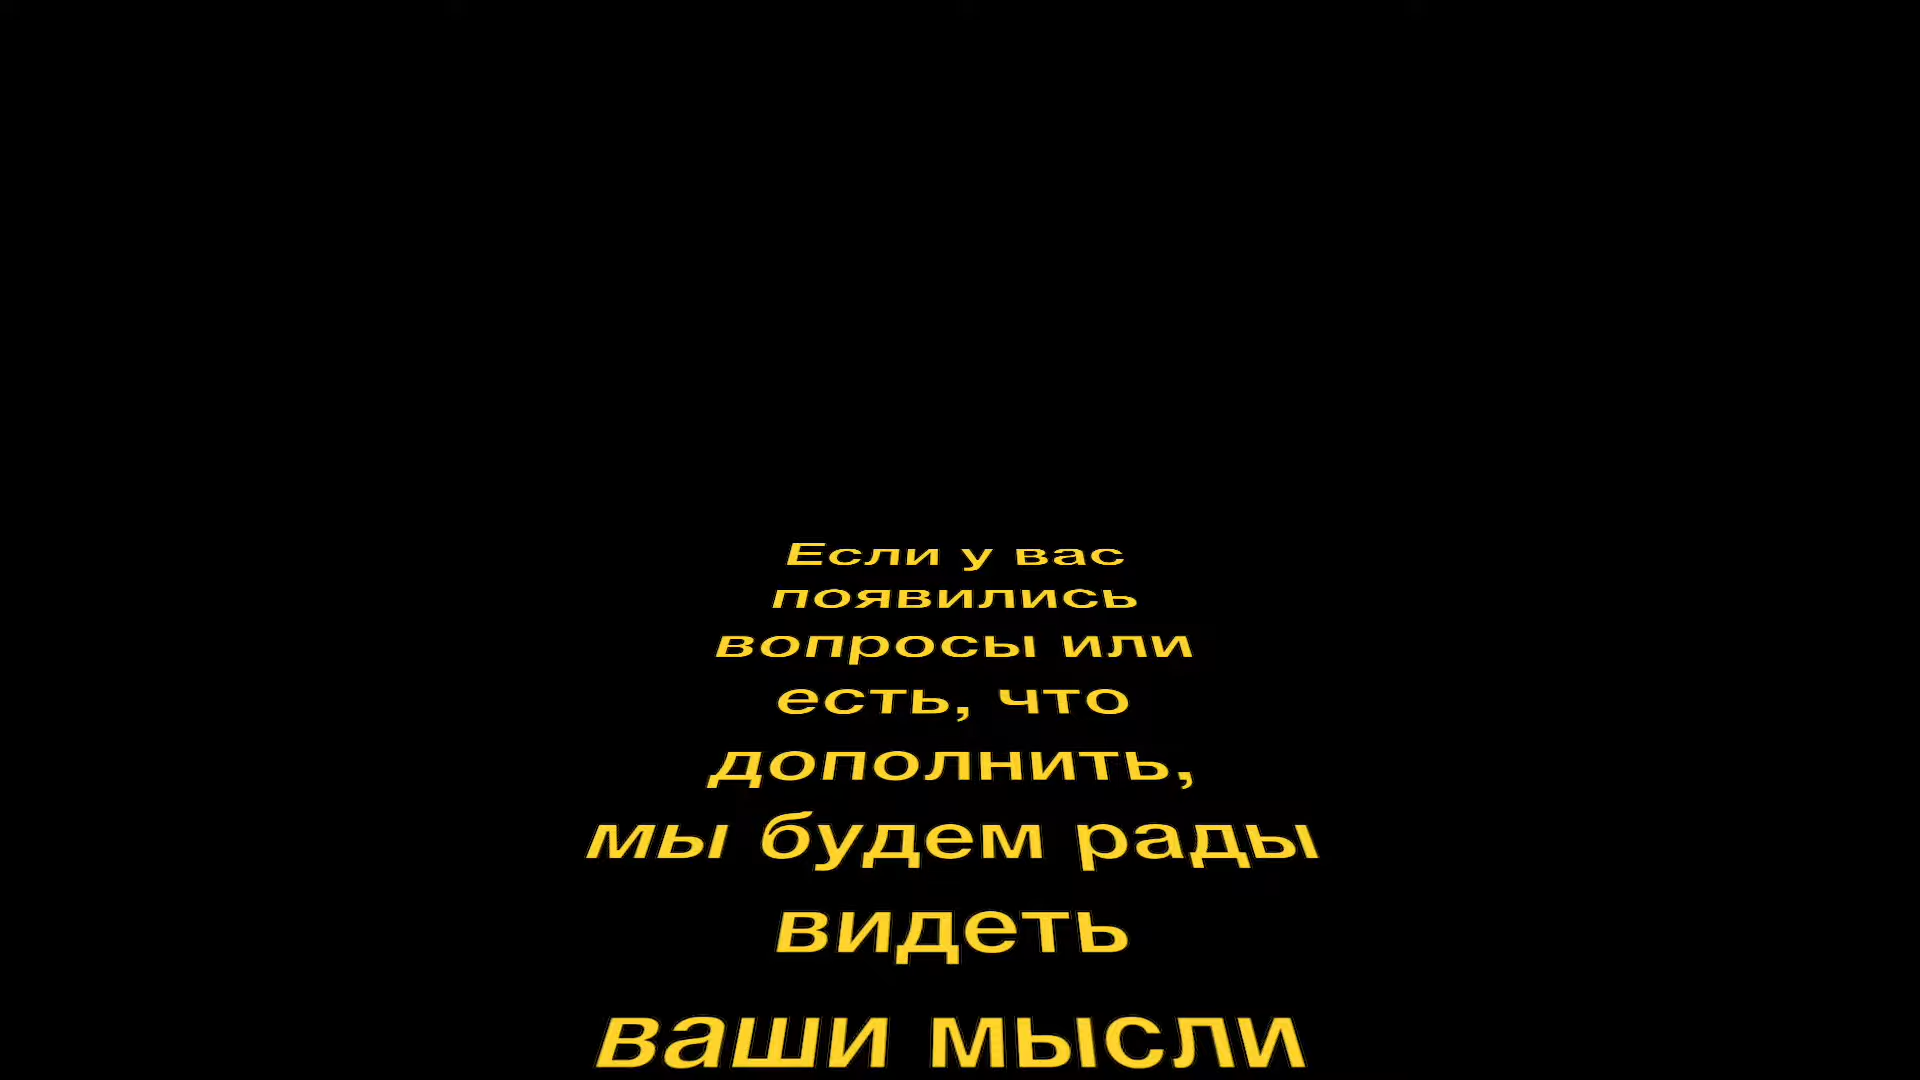 Если у вас
появились
вопросы или
есть, что
дополнить,
мы будем рады
видеть
ваши мысли